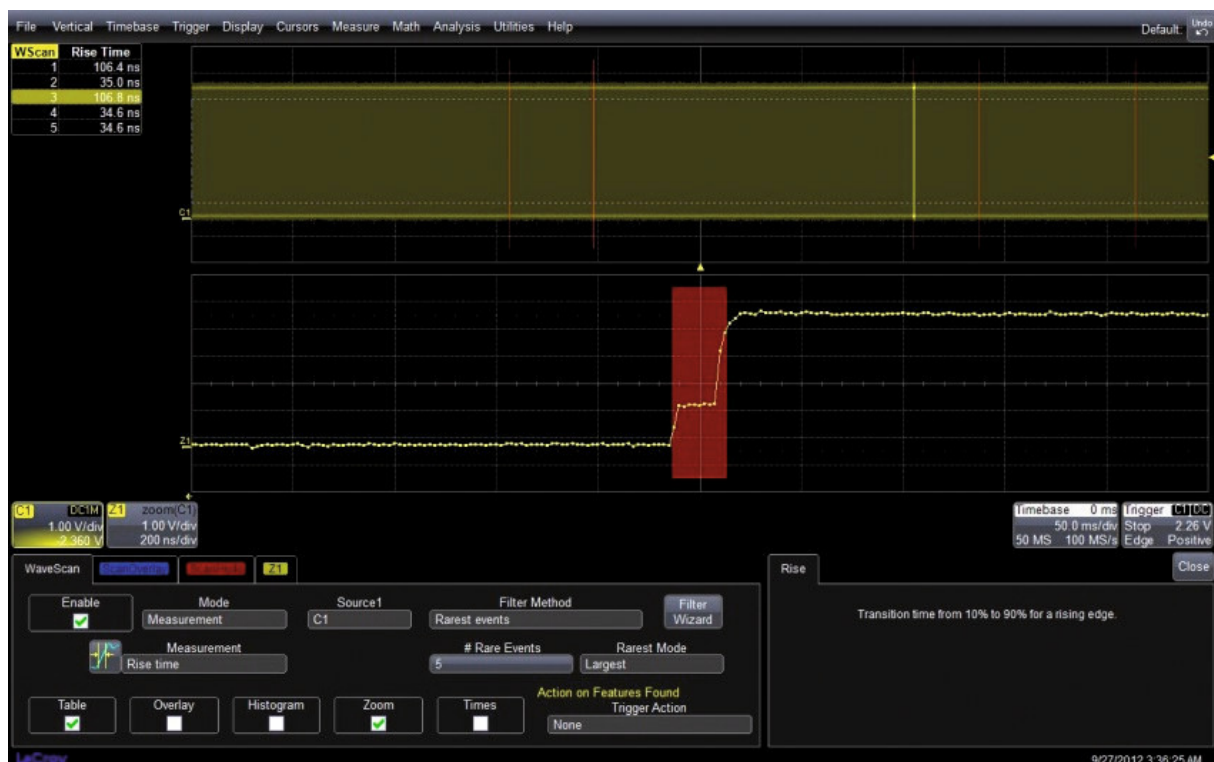 File Vertical Timebase Trigger Display Cursors Measure Math Analysis Utilities Help
Default: Undo
WScan Rise Time
1 106.4 ns
2 35.0 ns
3 106.8 ns
4 34.6 ns
5 34.6 ns
C1
Z1
C1 DC1M
1.00 V/div
-2.360 V
Z1 zoom(C1)
1.00 V/div
200 ns/div
Timebase 0 ms
50.0 ms/div
50 MS 100 MS/s
Trigger C1 DC
Stop 2.26 V
Edge Positive
WaveScan ScanOverlay Z1
Rise Close
Enable
Mode
Measurement
Source1
C1
Filter Method
Rarest events
Filter Wizard
Measurement
Rise time
# Rare Events
5
Rarest Mode
Largest
Action on Features Found
Table
Overlay
Histogram
Zoom
Times
Trigger Action
None
Transition time from 10% to 90% for a rising edge.
LeCroy
9/27/2012 3:36:25 AM